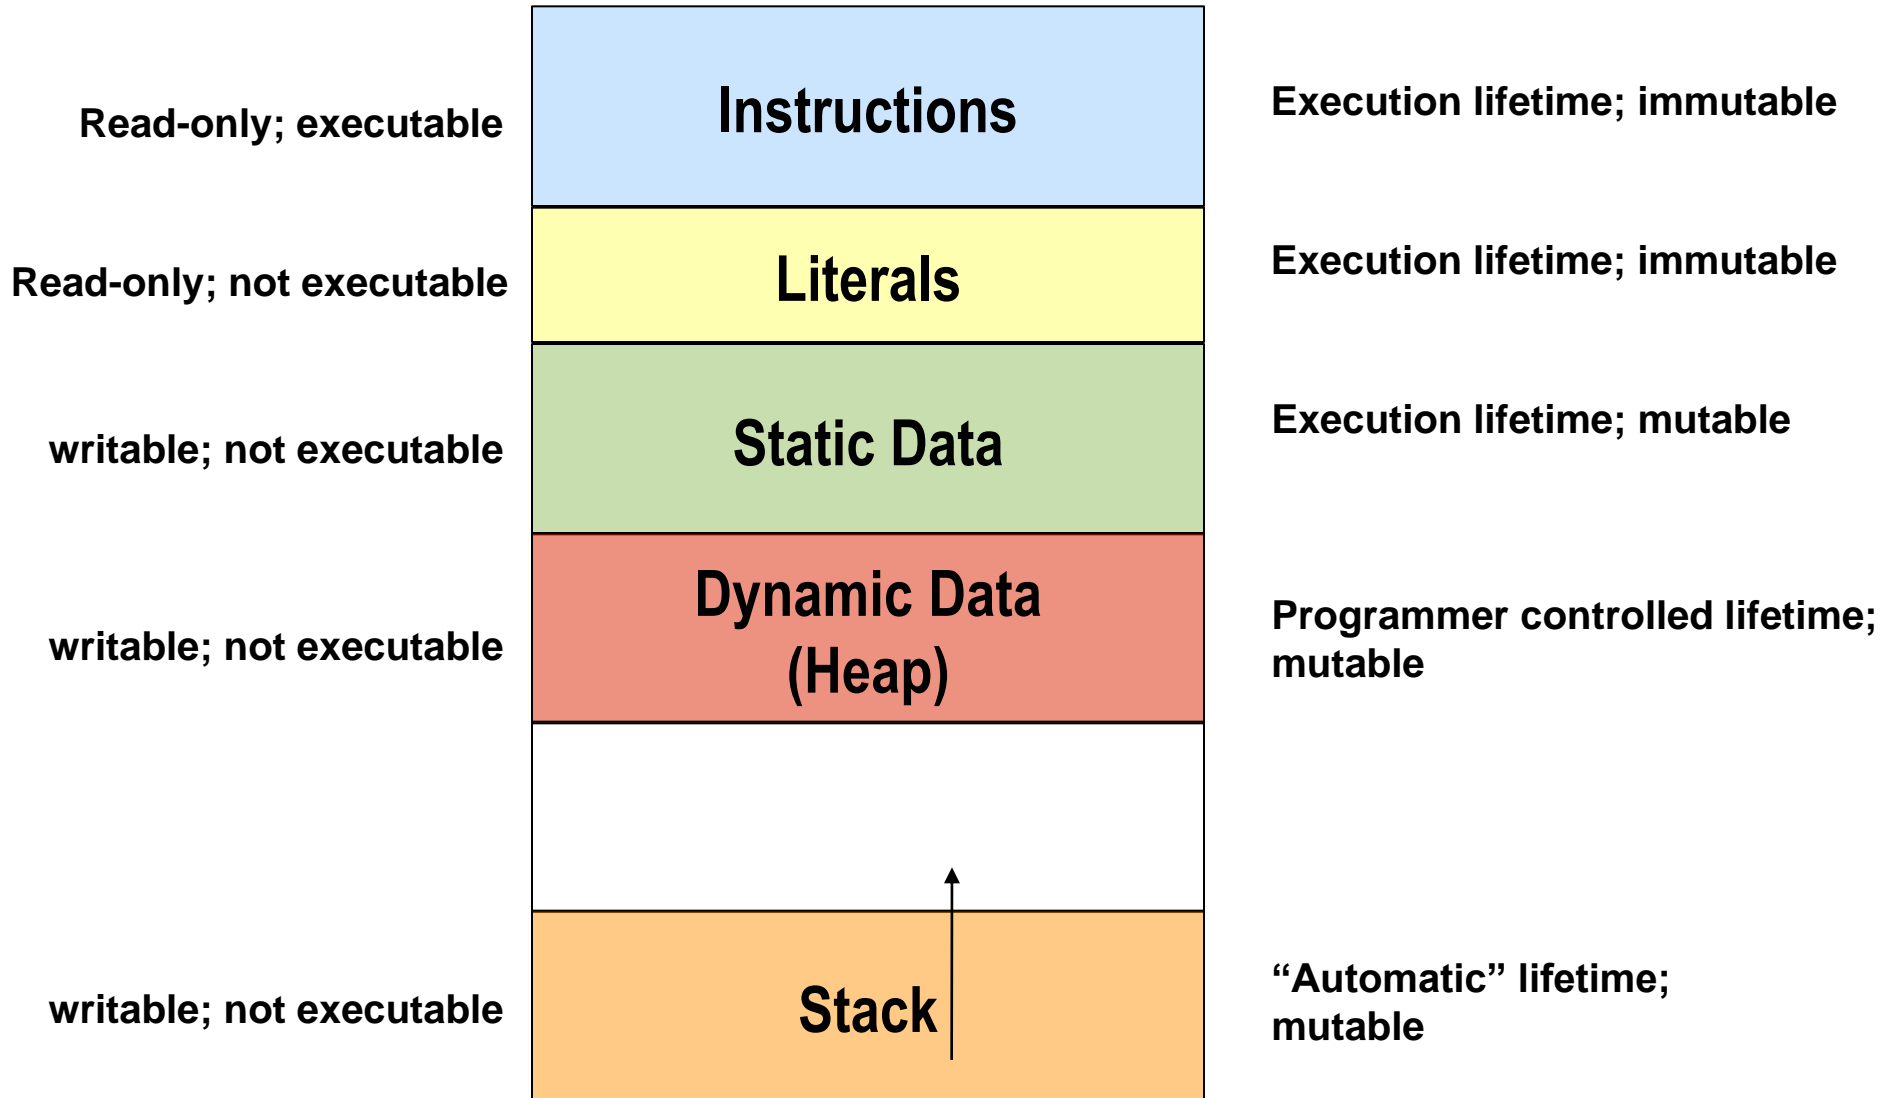 Read-only; executable
Instructions
Execution lifetime; immutable
Read-only; not executable
Literals
Execution lifetime; immutable
writable; not executable
Static Data
Execution lifetime; mutable
writable; not executable
Dynamic Data
(Heap)
Programmer controlled lifetime;
mutable
writable; not executable
Stack
“Automatic” lifetime;
mutable